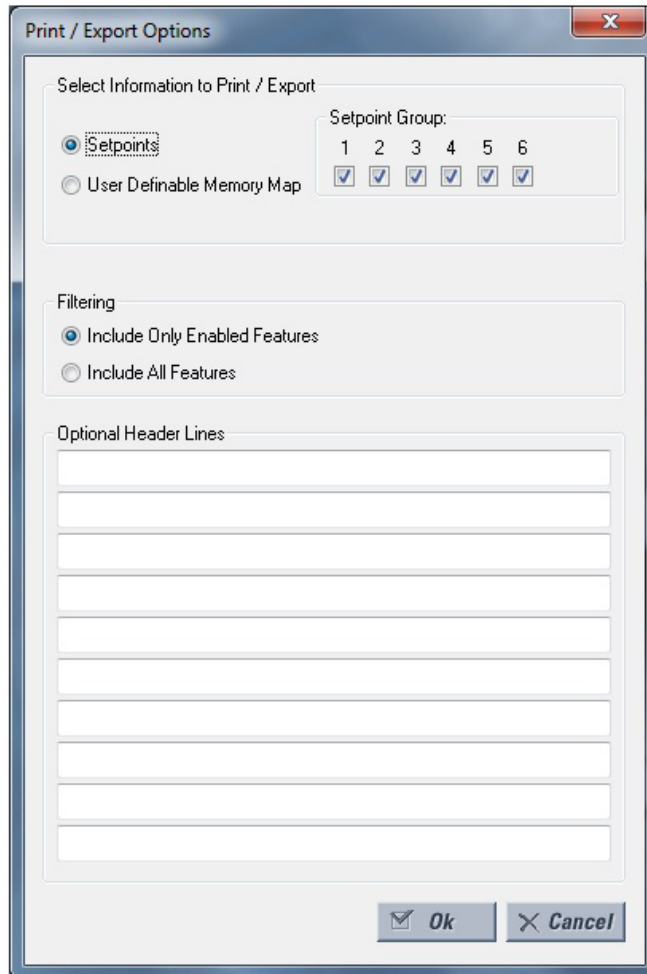 Print / Export Options
Select Information to Print / Export
Setpoints
User Definable Memory Map
Setpoint Group:
1 2 3 4 5 6
Filtering
Include Only Enabled Features
Include All Features
Optional Header Lines
Ok
Cancel